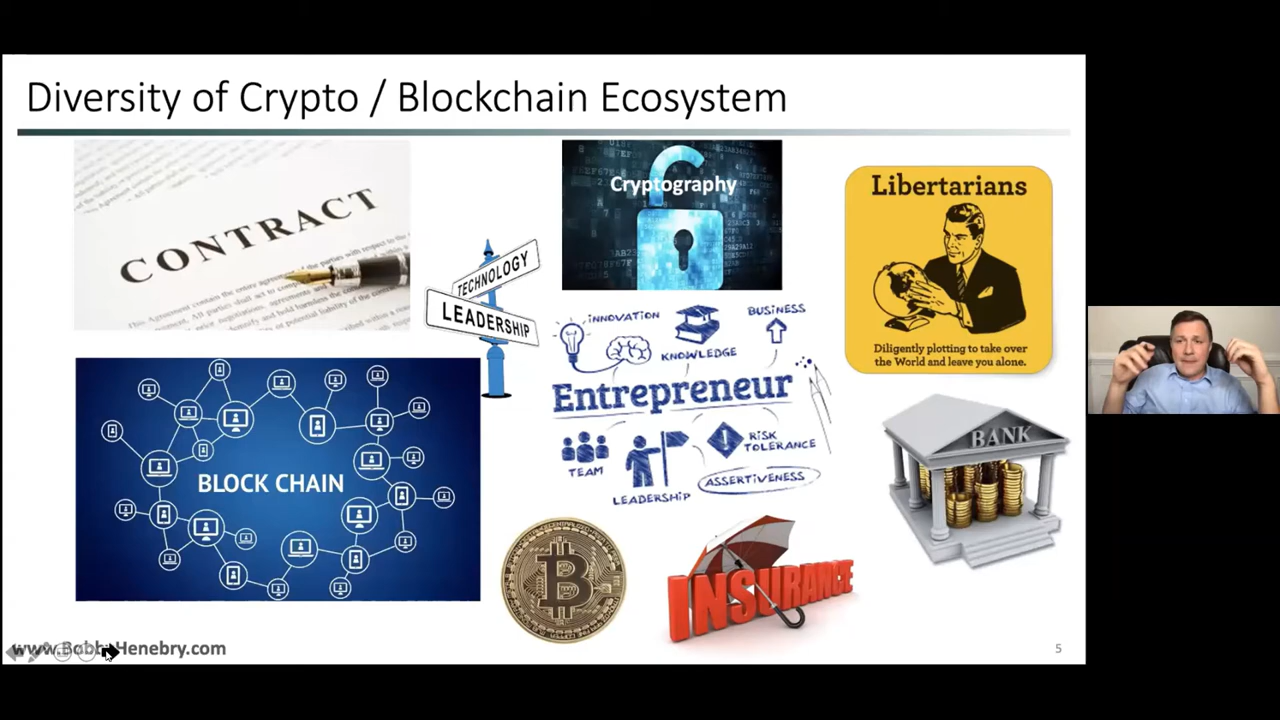 Diversity of Crypto / Blockchain Ecosystem
CONTRACT
TECHNOLOGY
LEADERSHIP
Cryptography
Libertarians
Diligently plotting to take over
the World and leave you alone.
INNOVATION
KNOWLEDGE
BUSINESS
Entrepreneur
TEAM
LEADERSHIP
RISK
TOLERANCE
ASSERTIVENESS
BLOCK CHAIN
BANK
INSURANCE
www.BobbyHenebry.com
5